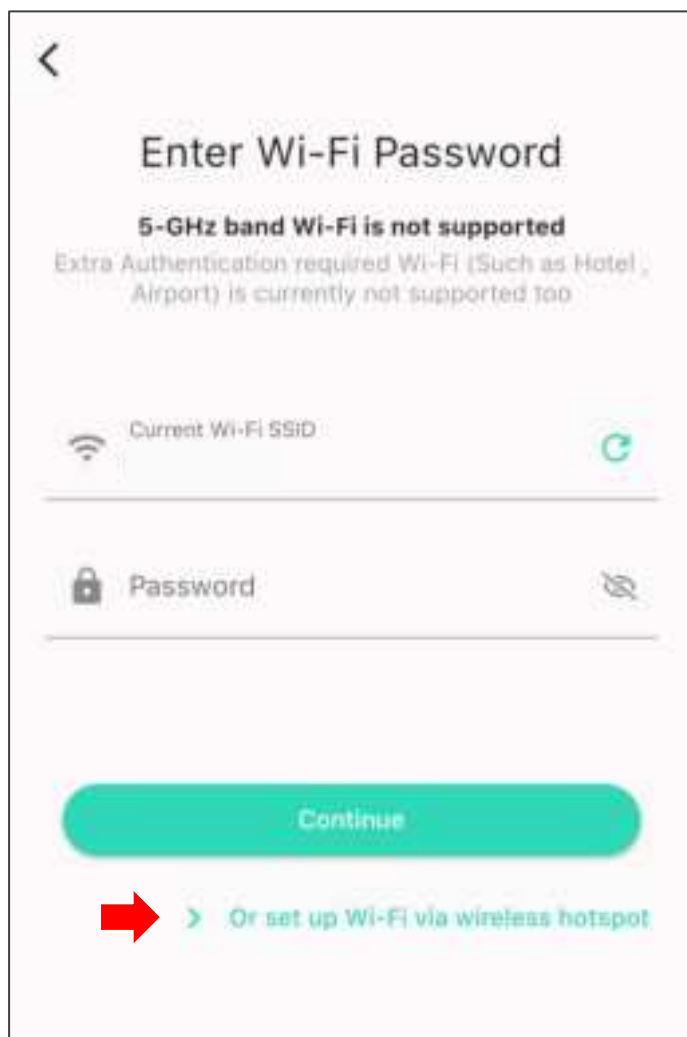 Enter Wi-Fi Password
5-GHz band Wi-Fi is not supported
Extra Authentication required Wi-Fi (Such as Hotel ,
Airport) is currently not supported too
Current Wi-Fi SSID
Password
Continue
Or set up Wi-Fi via wireless hotspot